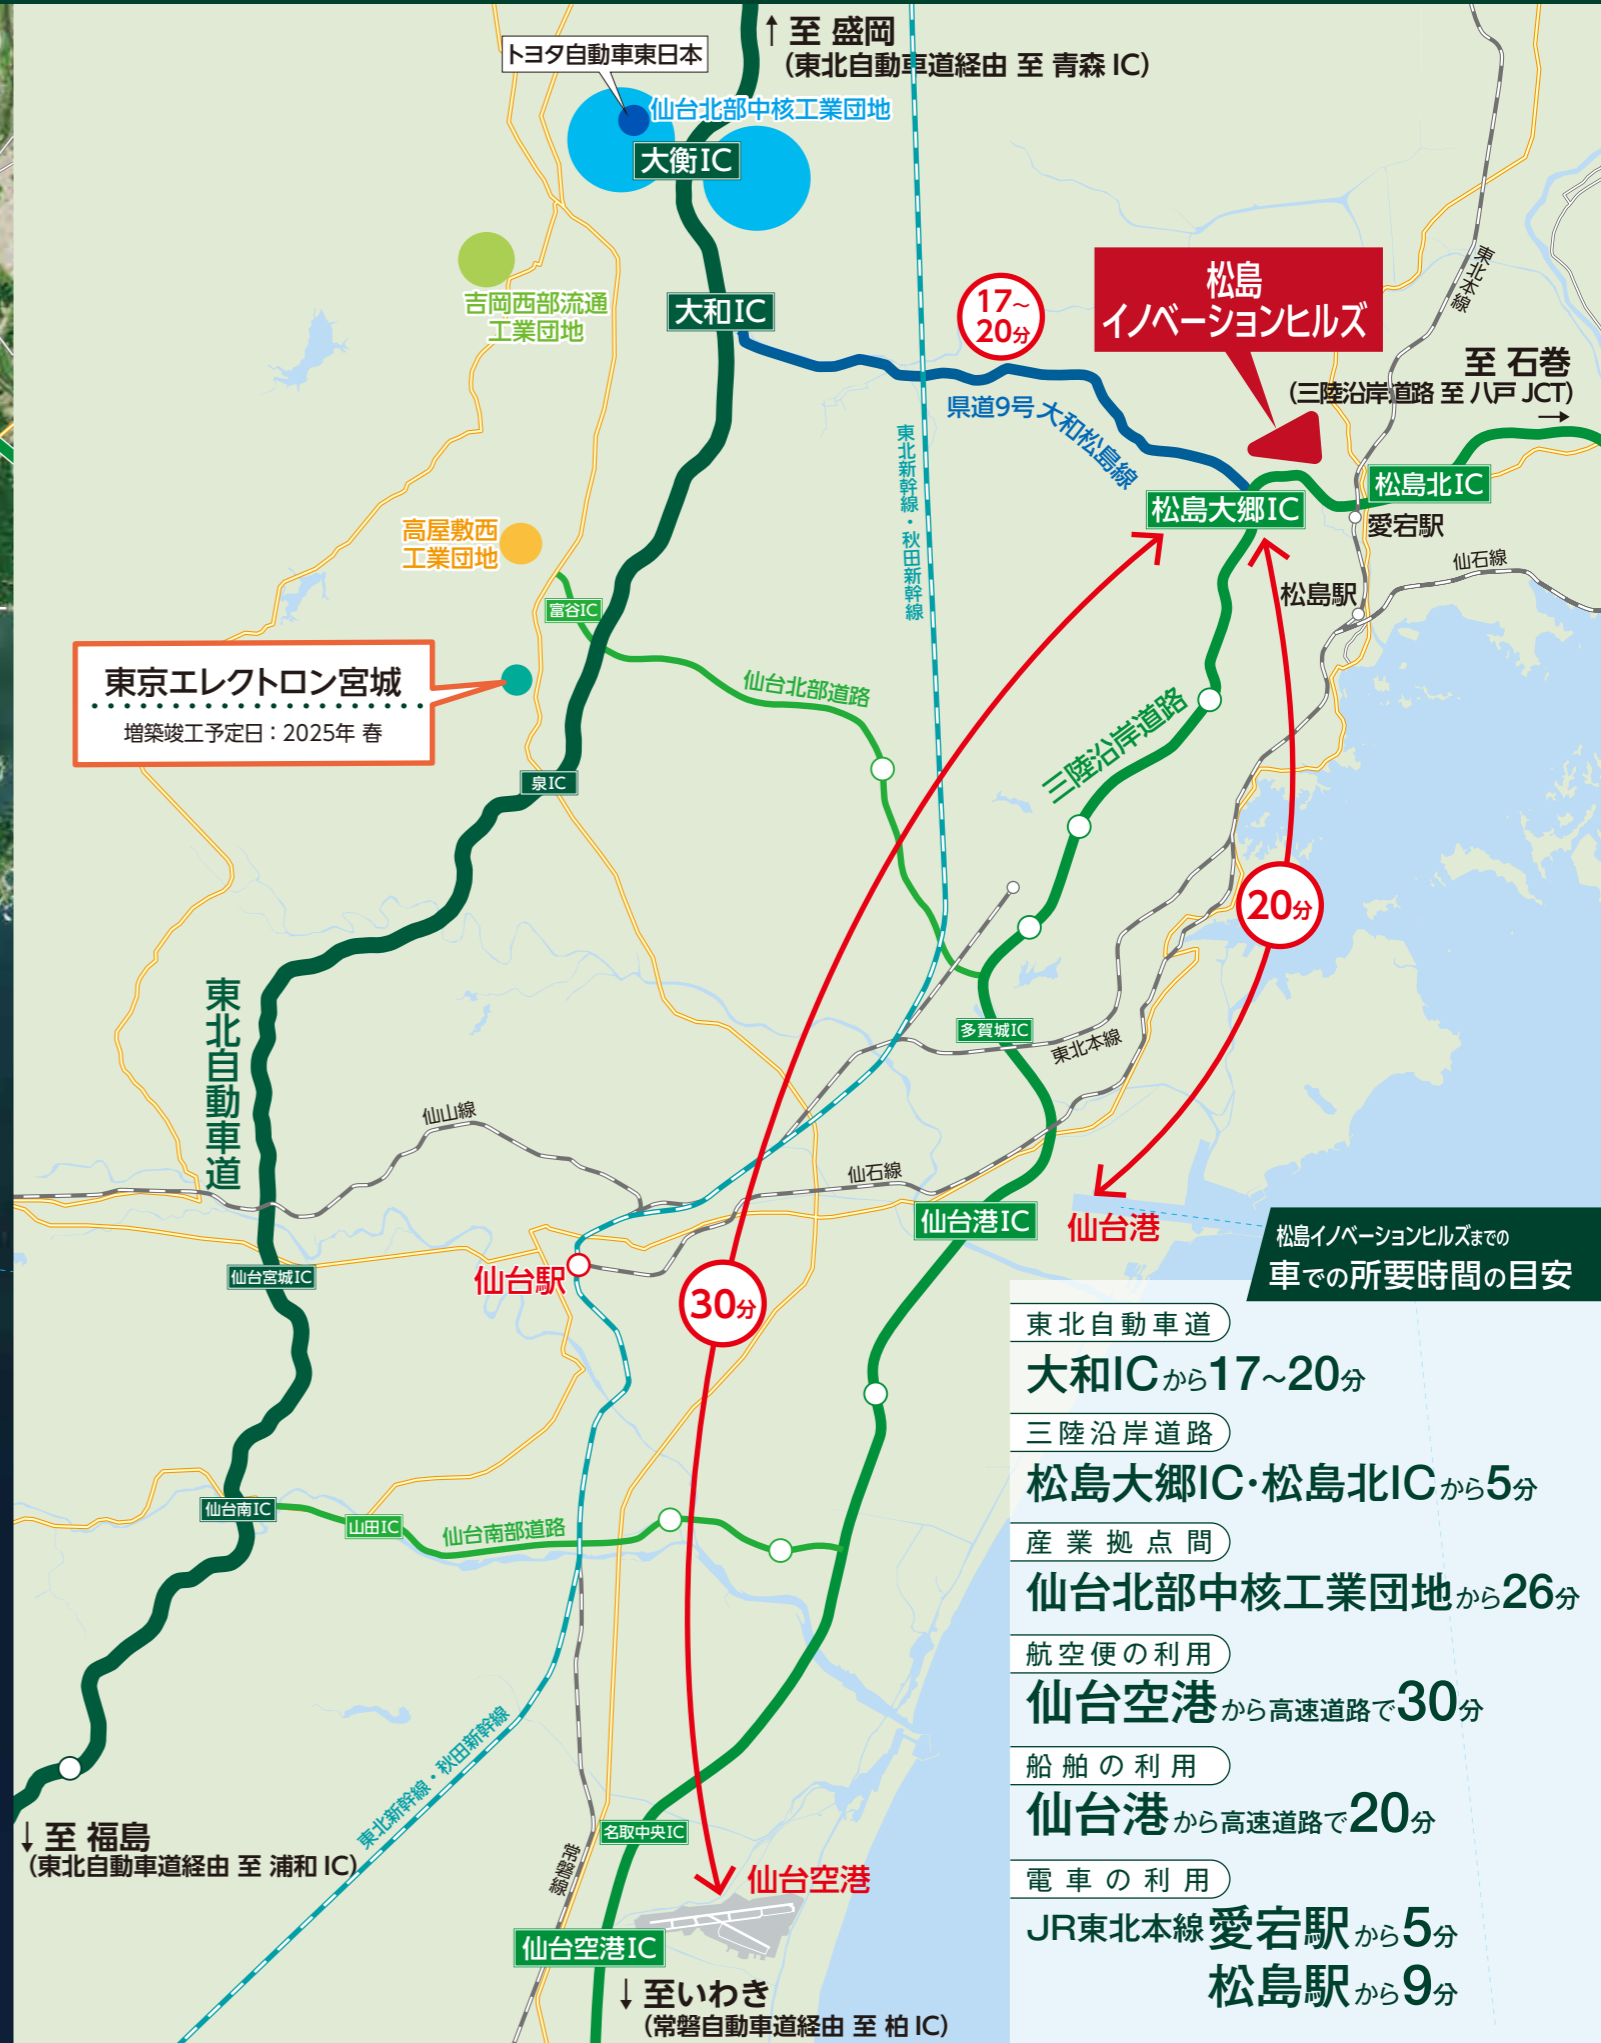 ↑至 盛岡
（東北自動車道経由 至 青森IC）
トヨタ自動車東日本
仙台北部中核工業団地
大衡IC
吉岡西部流通
工業団地
大和IC
17〜
20分
松島
イノベーションヒルズ
東北本線
至 石巻
（三陸沿岸道路 至 八戸JCT）
→
県道9号 大和松島線
東北新幹線・秋田新幹線
松島北IC
松島大郷IC
愛宕駅
高屋敷西
工業団地
仙石線
松島駅
富谷IC
東京エレクトロン宮城
増築竣工予定日：2025年 春
仙台北部道路
三陸沿岸道路
泉IC
20分
東北自動車道
多賀城IC
東北本線
仙山線
仙石線
仙台港IC
仙台港
仙台宮城IC
仙台駅
30分
松島イノベーションヒルズまでの
車での所要時間の目安
東北自動車道
大和ICから17〜20分
三陸沿岸道路
松島大郷IC・松島北ICから5分
産業拠点間
仙台北部中核工業団地から26分
航空便の利用
仙台空港から高速道路で30分
船舶の利用
仙台港から高速道路で20分
電車の利用
JR東北本線 愛宕駅から5分
松島駅から9分
仙台南IC
山田IC
仙台南部道路
東北新幹線・秋田新幹線
↓至 福島
（東北自動車道経由 至 浦和IC）
名取中央IC
常磐線
仙台空港
仙台空港IC
↓至いわき
（常磐自動車道経由 至 柏IC）